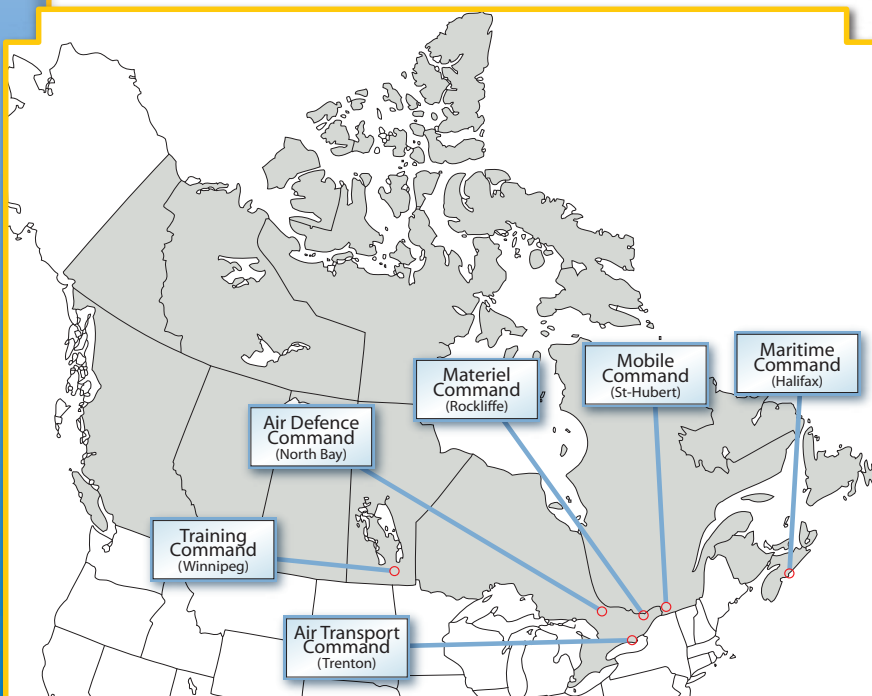 Maritime
Command
(Halifax)
Mobile
Command
(St-Hubert)
Materiel
Command
(Rockliffe)
Air Defence
Command
(North Bay)
Training
Command
(Winnipeg)
Air Transport
Command
(Trenton)